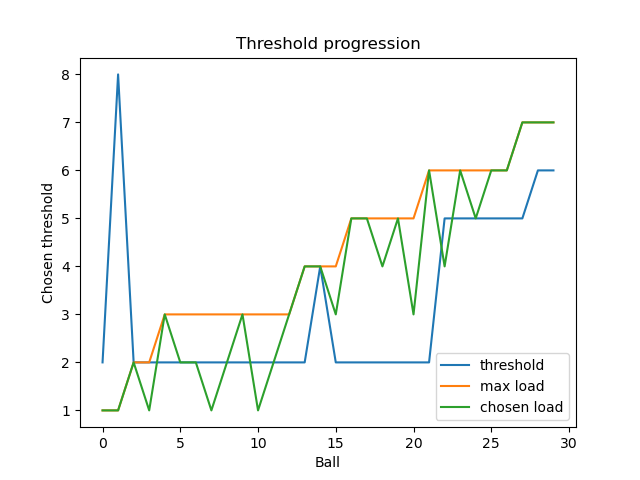 Threshold progression
Chosen threshold
8
7
6
5
4
3
2
1
0 5 10 15 20 25 30
Ball
threshold
max load
chosen load